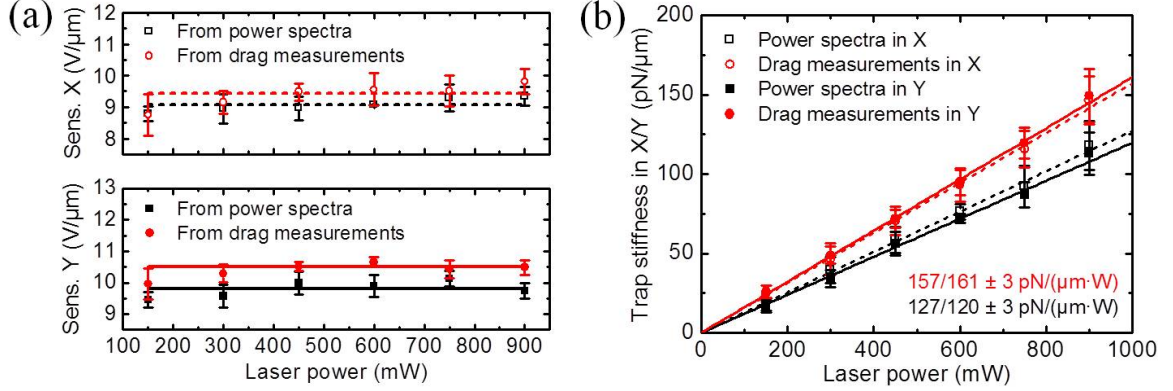 (a)
Sens. X (V/µm)
11
10
9
8
From power spectra
From drag measurements
Sens. Y (V/µm)
13
12
11
10
9
From power spectra
From drag measurements
100 200 300 400 500 600 700 800 900
Laser power (mW)
(b)
Trap stiffness in X/Y (pN/µm)
200
150
100
50
0
Power spectra in X
Drag measurements in X
Power spectra in Y
Drag measurements in Y
157/161 ± 3 pN/(µm·W)
127/120 ± 3 pN/(µm·W)
0 200 400 600 800 1000
Laser power (mW)